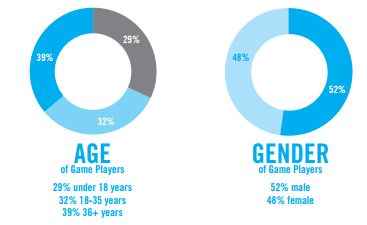 39%
29%
32%
48%
52%
AGE
of Game Players
29% under 18 years
32% 18-35 years
39% 36+ years
GENDER
of Game Players
52% male
48% female